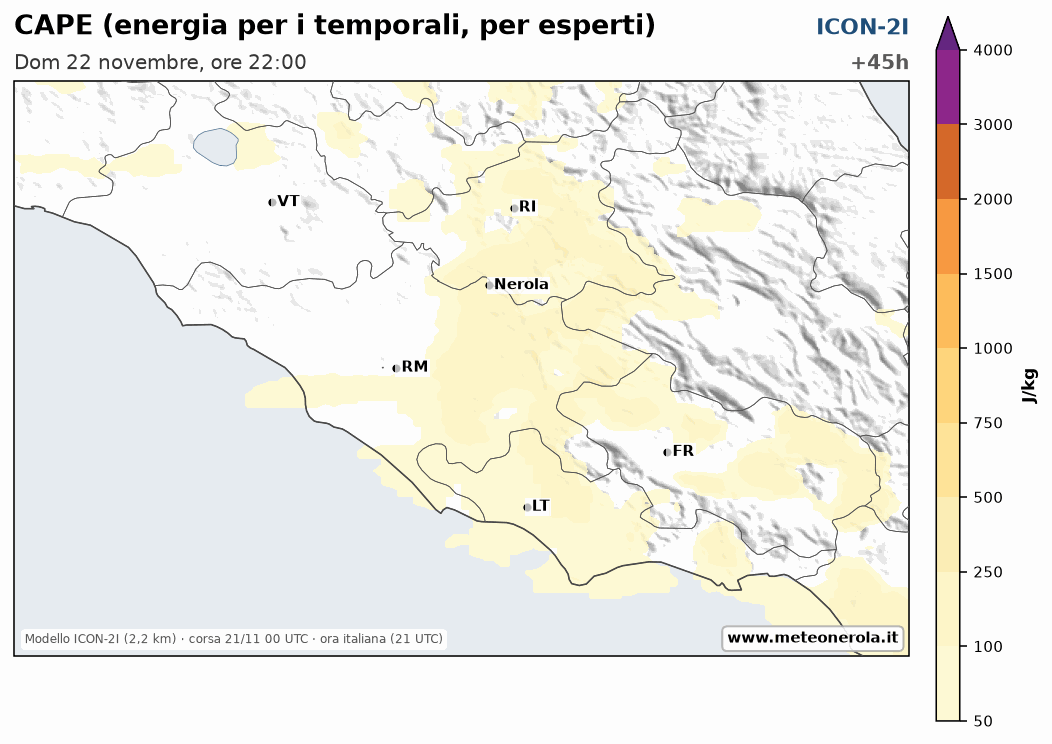 CAPE (energia per i temporali, per esperti)
ICON-2I
Dom 22 novembre, ore 22:00
+45h
VT
RI
Nerola
RM
FR
LT
Modello ICON-2I (2,2 km) · corsa 21/11 00 UTC · ora italiana (21 UTC)
www.meteonerola.it
4000
3000
2000
1500
1000
750
500
250
100
50
J/kg